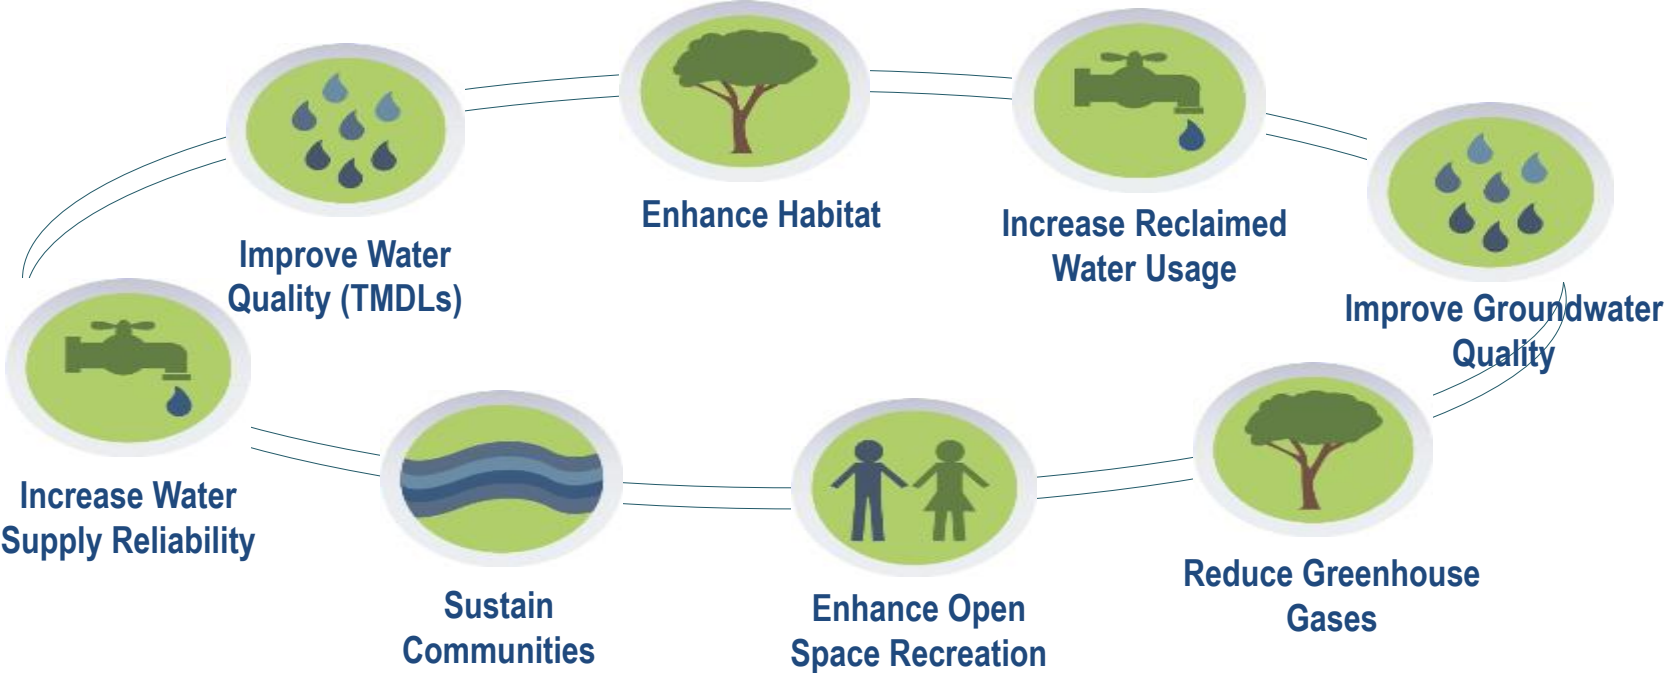 Enhance Habitat
Increase Reclaimed
Water Usage
Improve Water
Quality (TMDLs)
Improve Groundwater
Quality
Increase Water
Supply Reliability
Sustain
Communities
Enhance Open
Space Recreation
Reduce Greenhouse
Gases